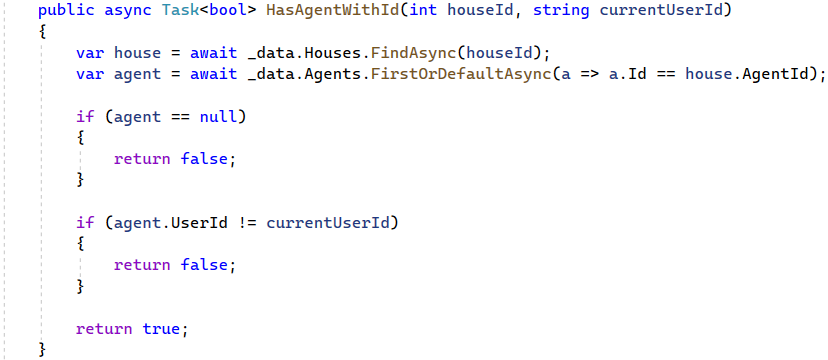 public async Task<bool> HasAgentWithId(int houseId, string currentUserId)
{
    var house = await _data.Houses.FindAsync(houseId);
    var agent = await _data.Agents.FirstOrDefaultAsync(a => a.Id == house.AgentId);

    if (agent == null)
    {
        return false;
    }

    if (agent.UserId != currentUserId)
    {
        return false;
    }

    return true;
}